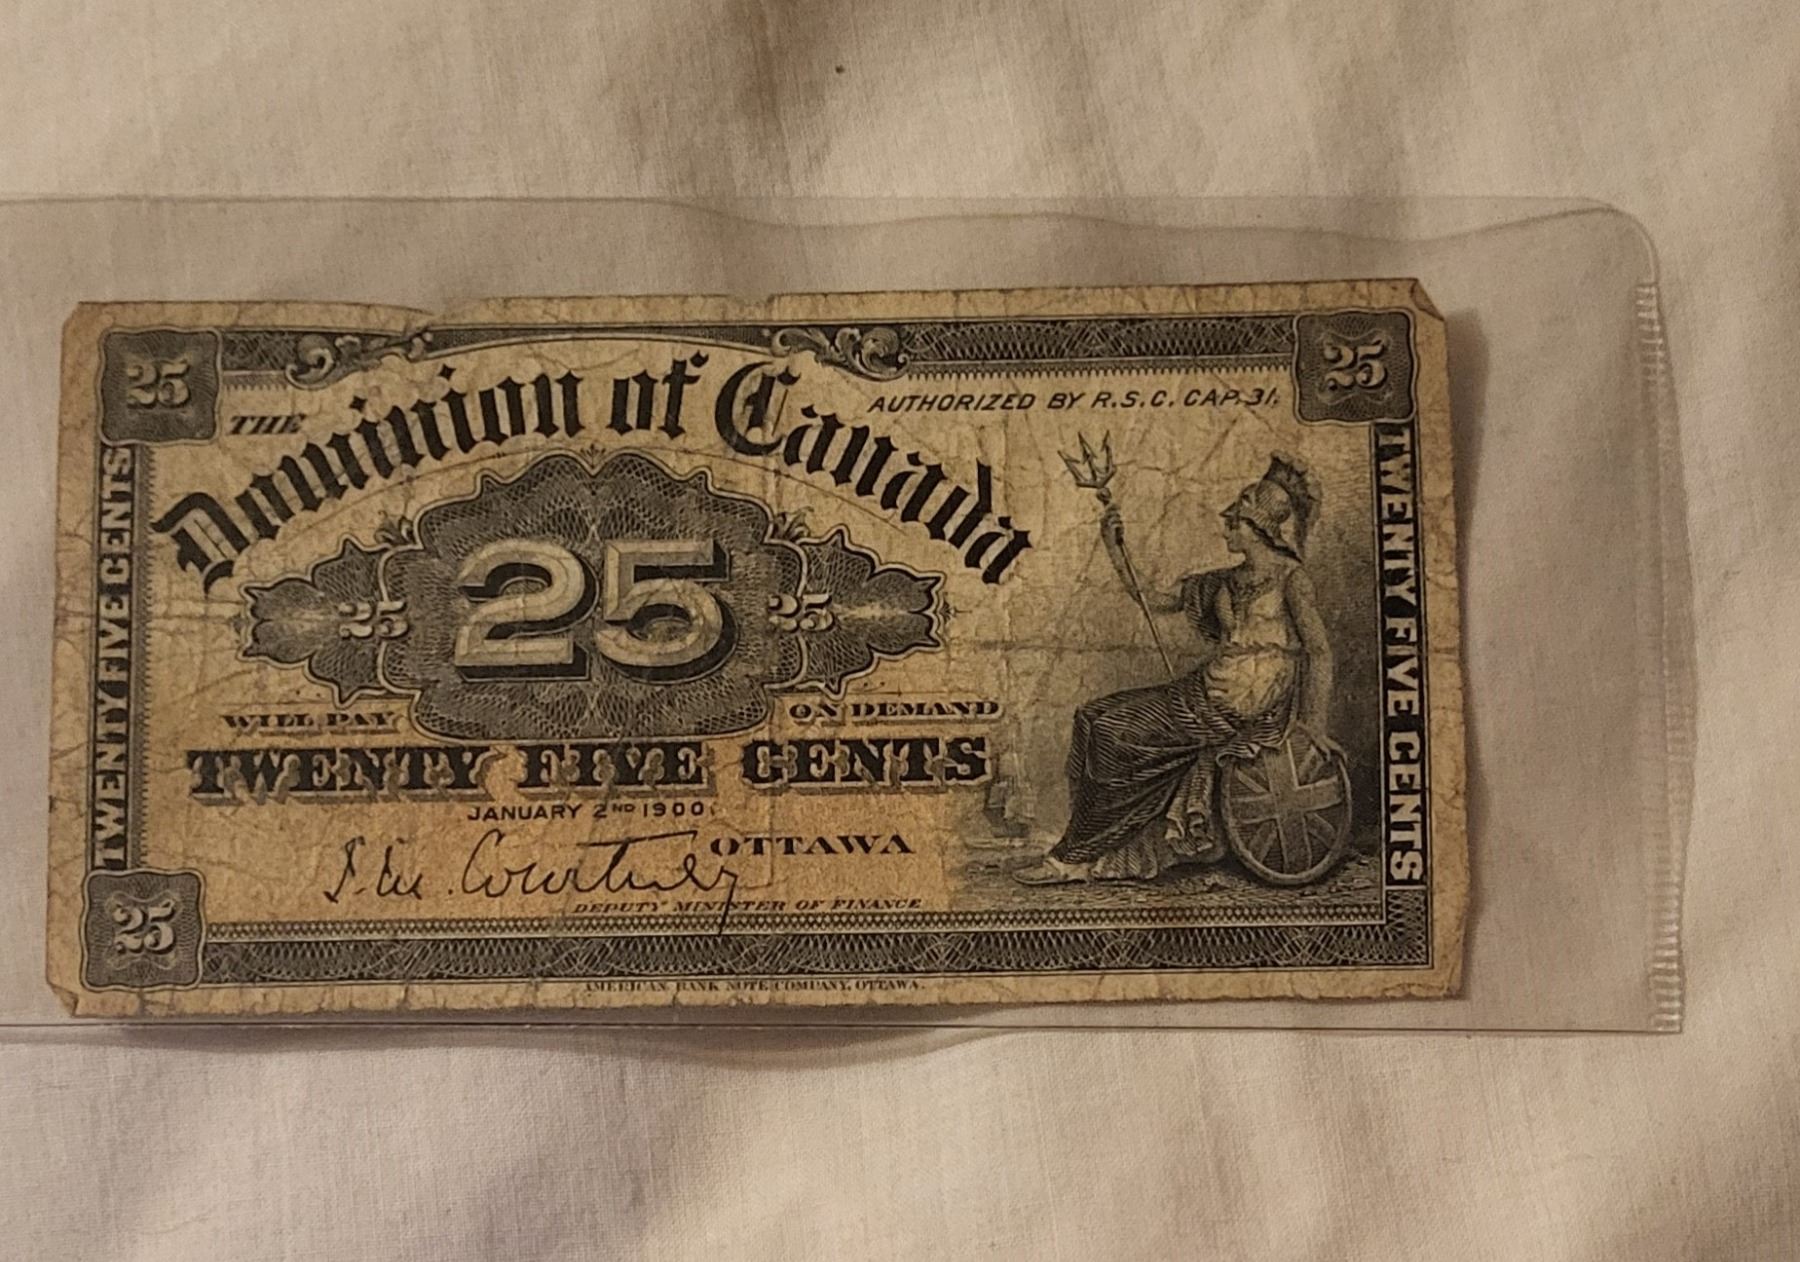 25
25
THE
Dominion of Canada
AUTHORIZED BY R.S.C. CAP. 31.
TWENTY FIVE CENTS
25
25
25
TWENTY FIVE CENTS
WILL PAY
ON DEMAND
TWENTY FIVE CENTS
JANUARY 2ND 1900.
OTTAWA
Courtney
DEPUTY MINISTER OF FINANCE
25
AMERICAN BANK NOTE COMPANY, OTTAWA.